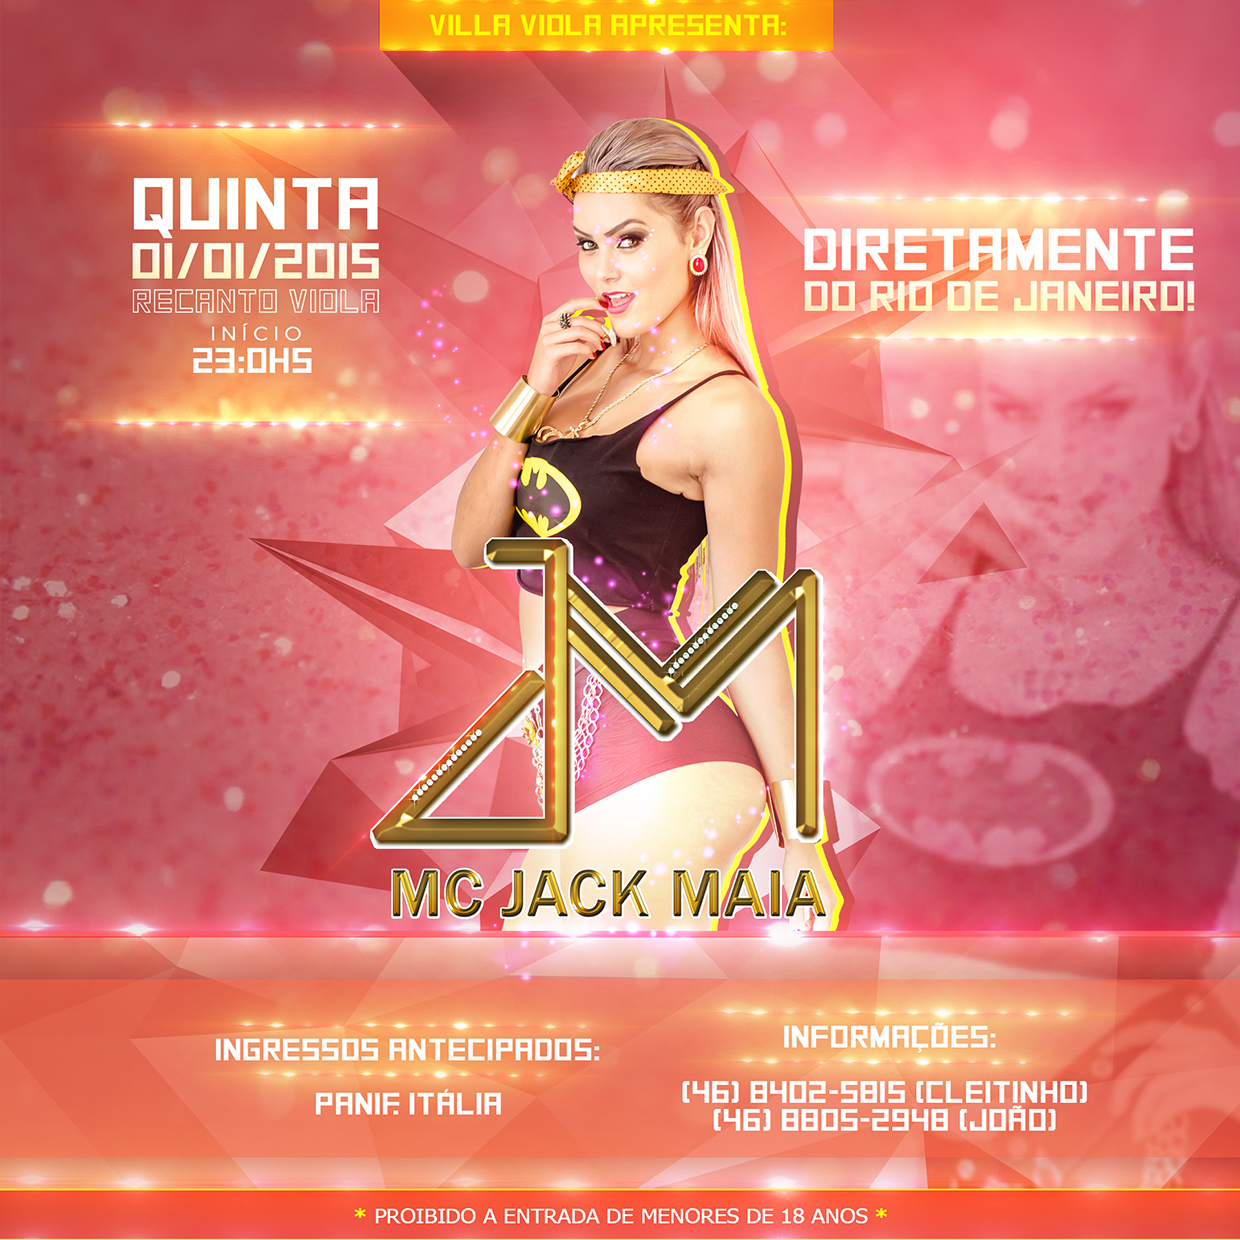 VILLA VIOLA APRESENTA:
QUINTA
01/01/2015
RECANTO VIOLA
INÍCIO
23:0HS
DIRETAMENTE
DO RIO DE JANEIRO!
JM
MC JACK MAIA
INGRESSOS ANTECIPADOS:
PANIF. ITÁLIA
INFORMAÇÕES:
(46) 8402-5815 (CLEITINHO)
(46) 8805-2948 (JOÃO)
* PROIBIDO A ENTRADA DE MENORES DE 18 ANOS *